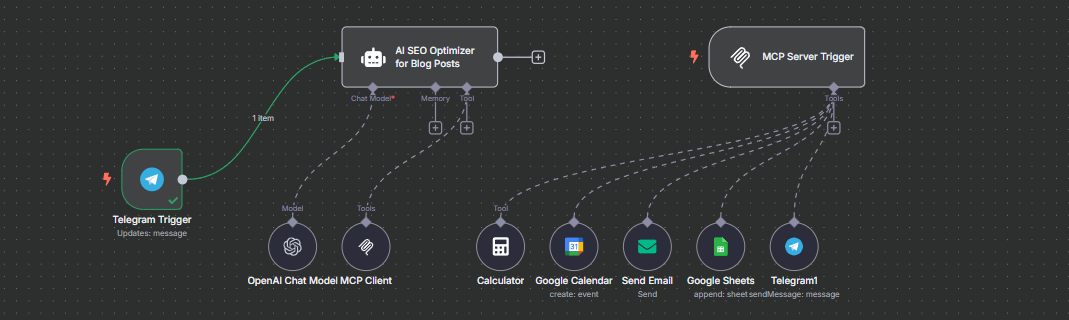 AI SEO Optimizer
for Blog Posts
MCP Server Trigger
Chat Model*
Memory
Tool
Tools
1 item
Telegram Trigger
Updates: message
Model
Tools
Tool
31
OpenAI Chat Model
MCP Client
Calculator
Google Calendar
create: event
Send Email
Send
Google Sheets
append: sheet
Telegram1
sendMessage: message